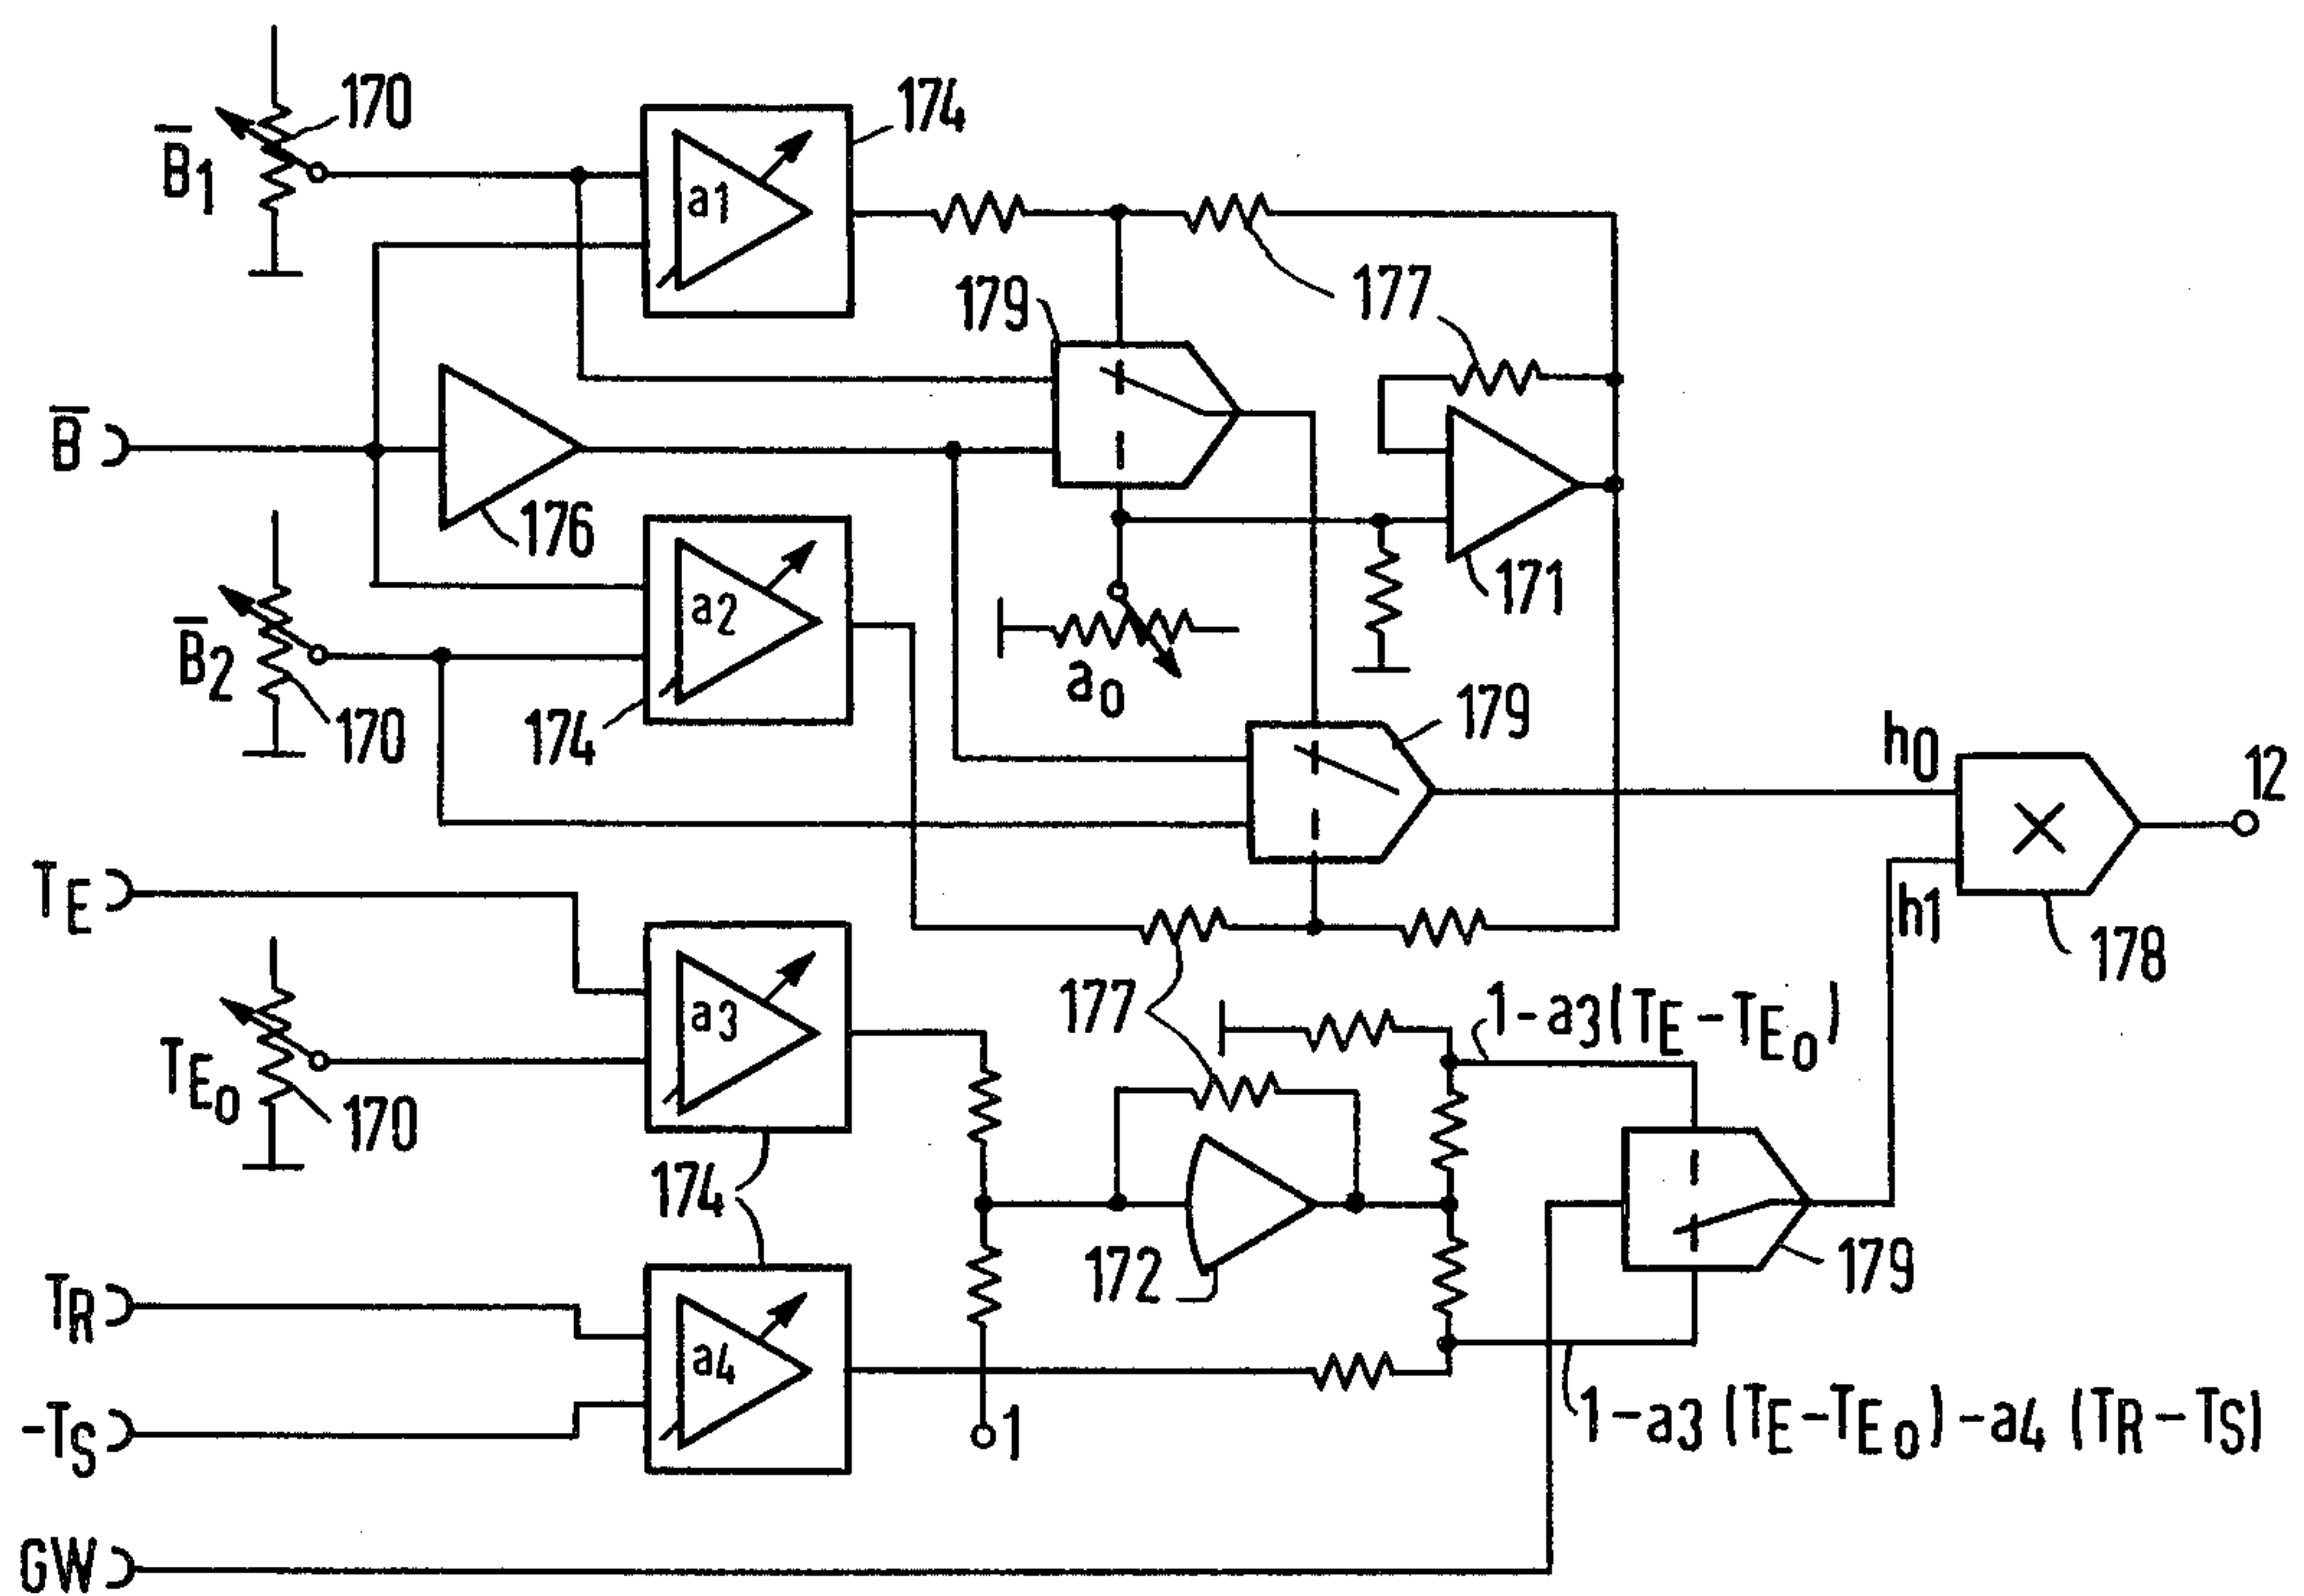 170
B̅1
a1
174
177
179
B̅
176
a2
171
a0
B̅2
170
174
179
h0
12
TE
h1
178
a3
177
1-a3(TE-TE0)
TE0
170
174
172
179
TR
a4
-TS
1
1-a3(TE-TE0)-a4(TR-TS)
GW